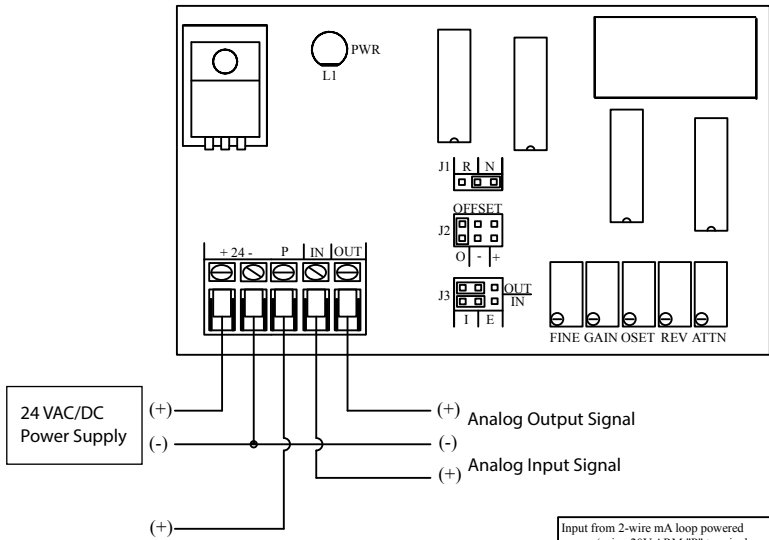 PWR
L1
J1 R N
OFFSET
J2
O - +
J3 OUT
IN
I E
+ 24 - P IN OUT
FINE GAIN OSET REV ATTN
24 VAC/DC
Power Supply
(+)
(-)
(+) Analog Output Signal
(-)
(+) Analog Input Signal
(+)
Input from 2-wire mA loop powered